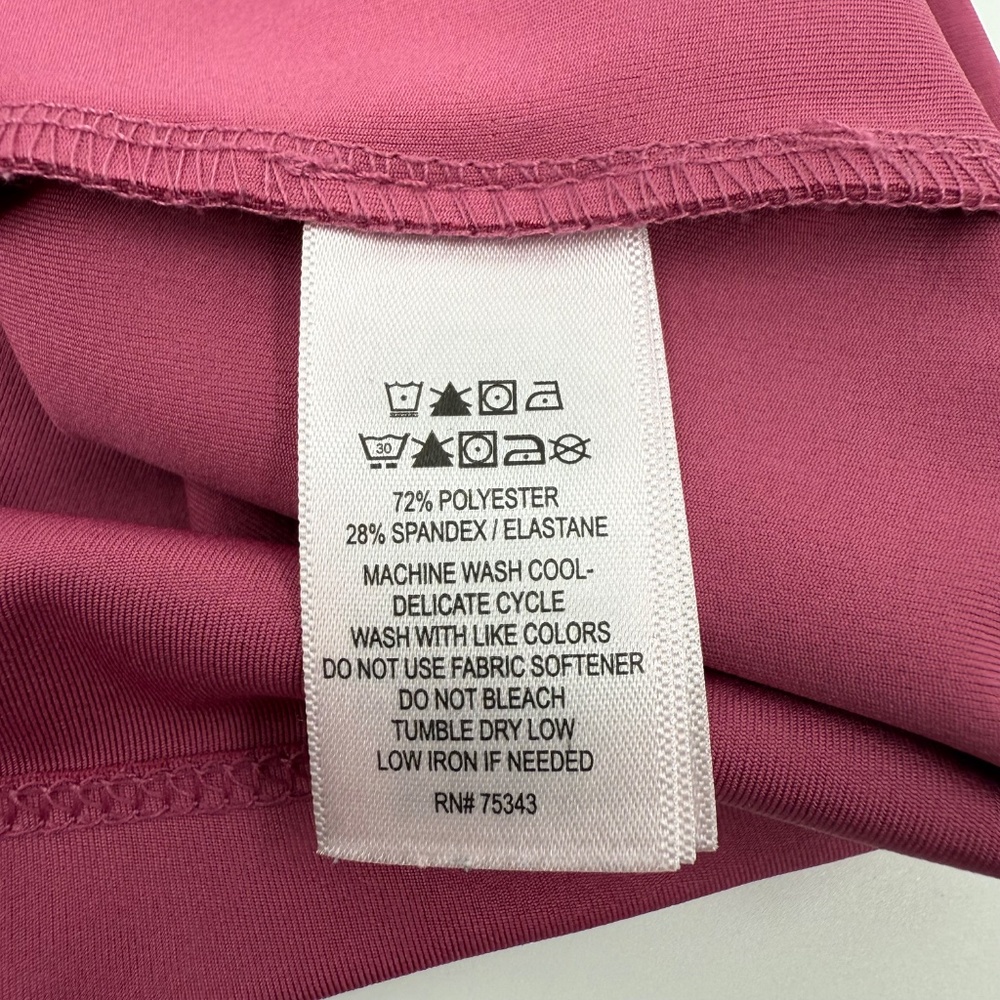 30
72% POLYESTER
28% SPANDEX / ELASTANE
MACHINE WASH COOL-
DELICATE CYCLE
WASH WITH LIKE COLORS
DO NOT USE FABRIC SOFTENER
DO NOT BLEACH
TUMBLE DRY LOW
LOW IRON IF NEEDED
RN# 75343